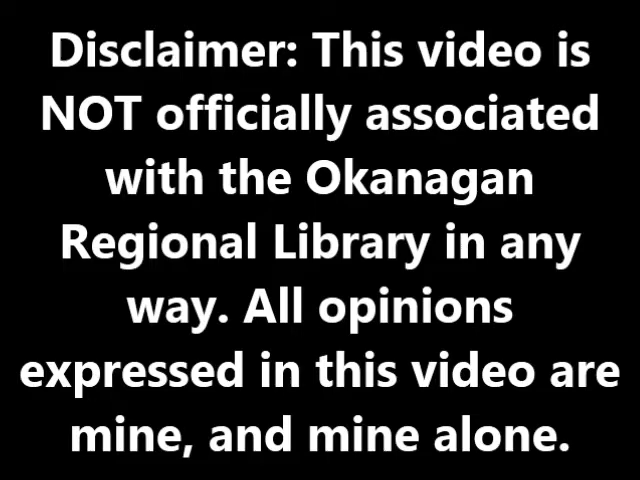 Disclaimer: This video is
NOT officially associated
with the Okanagan
Regional Library in any
way. All opinions
expressed in this video are
mine, and mine alone.